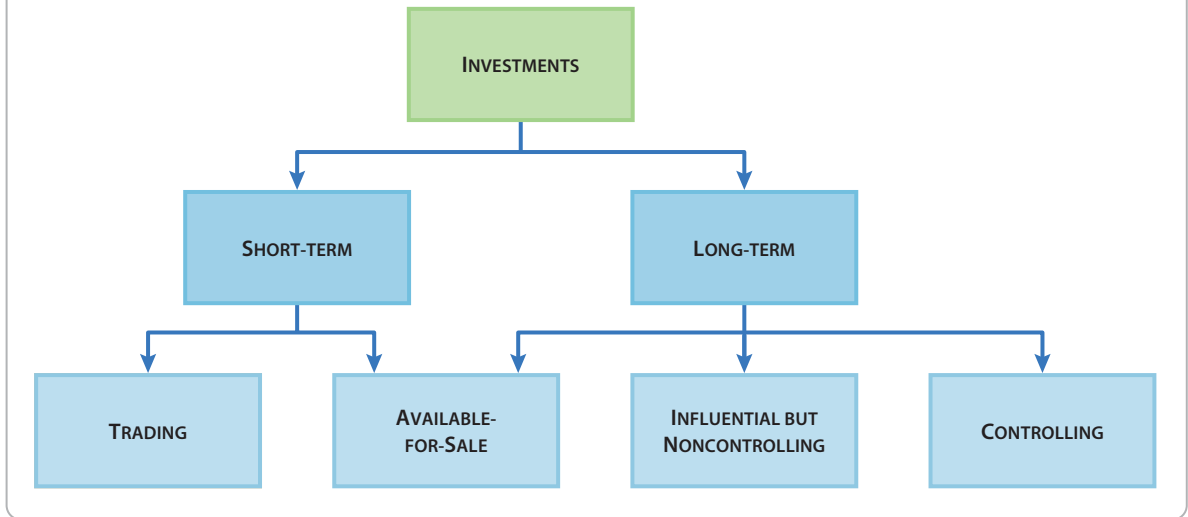 INVESTMENTS
SHORT-TERM
LONG-TERM
TRADING
AVAILABLE-
FOR-SALE
INFLUENTIAL BUT
NONCONTROLLING
CONTROLLING